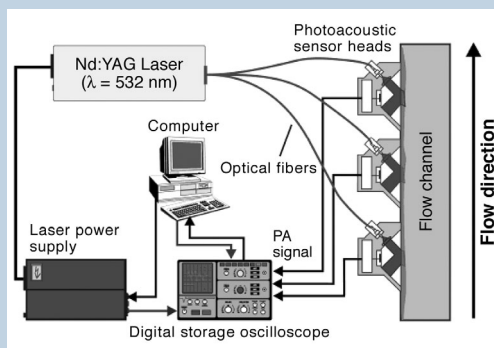 Photoacoustic
sensor heads
Nd:YAG Laser
(λ = 532 nm)
Computer
Optical fibers
Flow channel
Flow direction
Laser power
supply
PA
signal
Digital storage oscilloscope